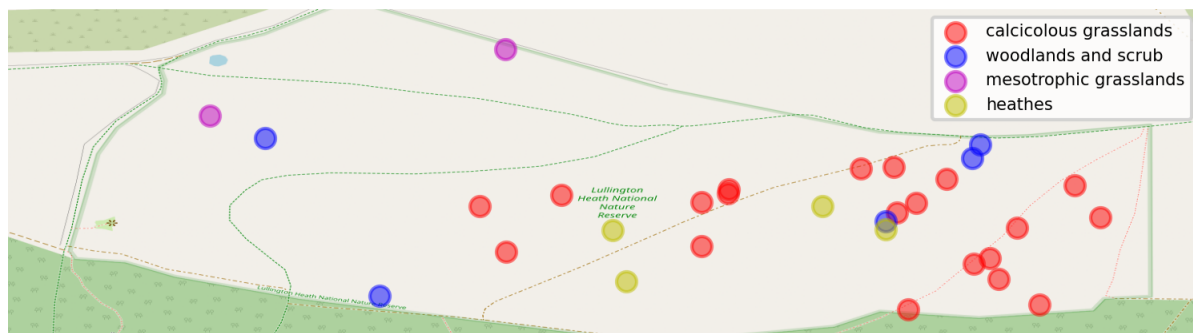 calcicolous grasslands
woodlands and scrub
mesotrophic grasslands
heathes
Lullington
Heath National
Nature
Reserve
Lullington Heath National Nature Reserve